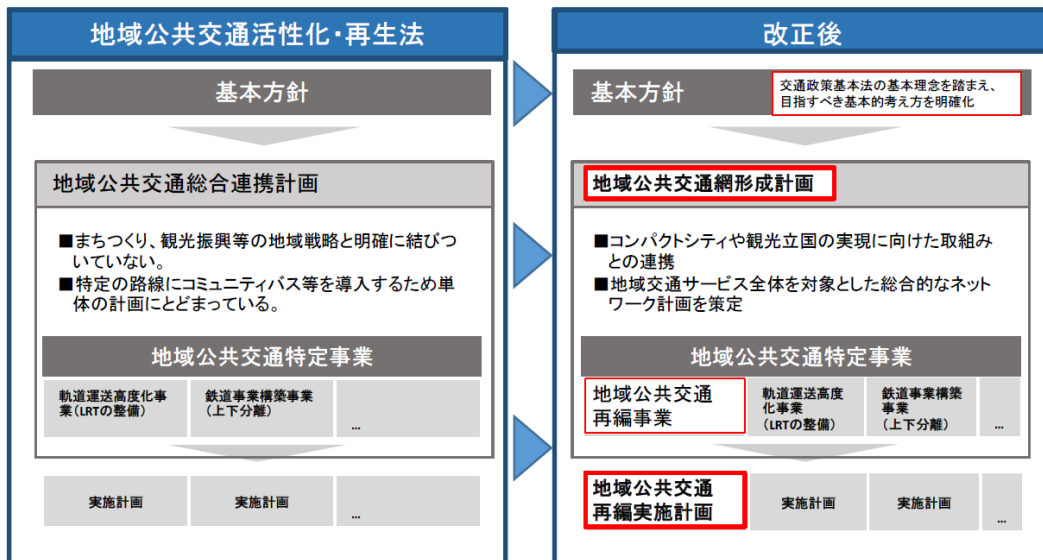 地域公共交通活性化・再生法
基本方針
地域公共交通総合連携計画
■まちつくり、観光振興等の地域戦略と明確に結びつ
いていない。
■特定の路線にコミュニティバス等を導入するため単
体の計画にとどまっている。
地域公共交通特定事業
軌道運送高度化事
業(LRTの整備)
鉄道事業構築事業
(上下分離)
…
実施計画
実施計画
…
改正後
基本方針
交通政策基本法の基本理念を踏まえ、
目指すべき基本的考え方を明確化
地域公共交通網形成計画
■コンパクトシティや観光立国の実現に向けた取組み
との連携
■地域交通サービス全体を対象とした総合的なネット
ワーク計画を策定
地域公共交通特定事業
地域公共交通
再編事業
軌道運送高度
化事業
(LRTの整備)
鉄道事業構築
事業
(上下分離)
…
地域公共交通
再編実施計画
実施計画
実施計画
…